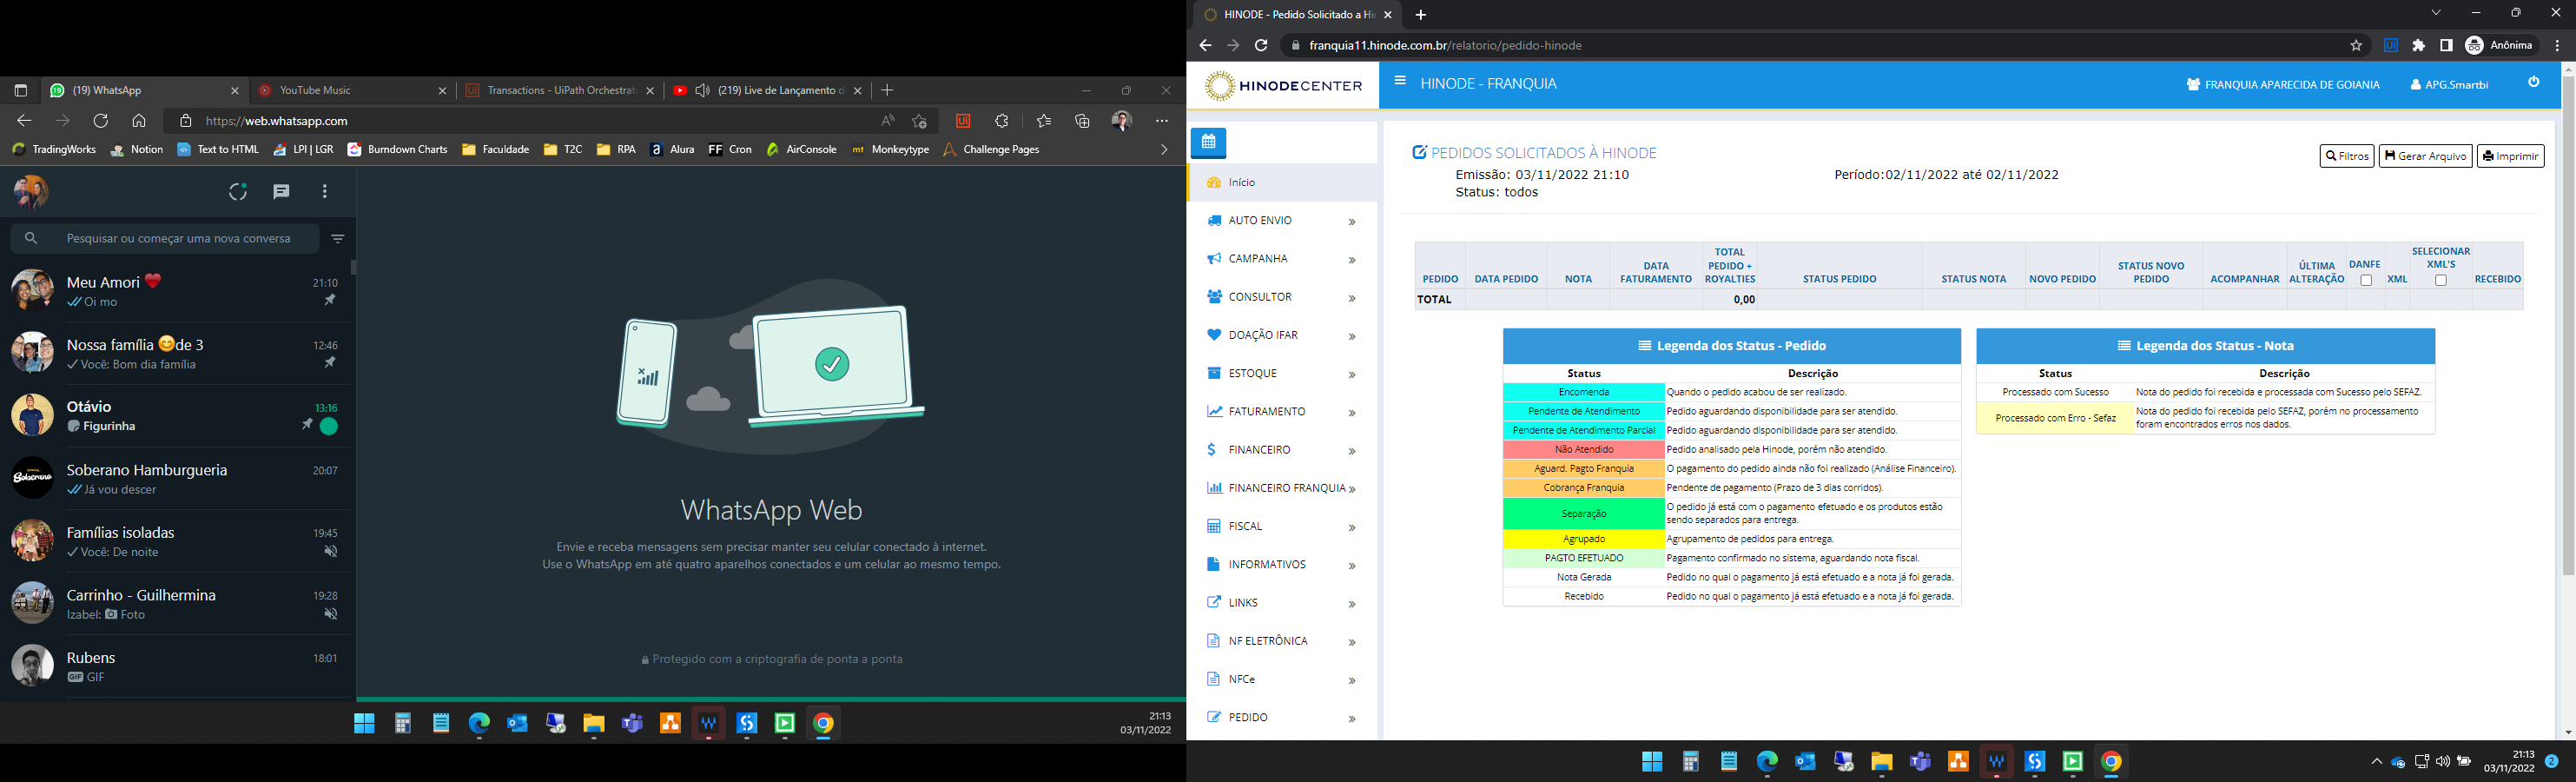 (19) WhatsApp
YouTube Music
Transactions - UiPath Orchestrat
(219) Live de Lançamento d
https://web.whatsapp.com
TradingWorks
Notion
Text to HTML
LPI | LGR
Burndown Charts
Faculdade
T2C
RPA
Alura
FF Cron
AirConsole
mt Monkeytype
Challenge Pages
Pesquisar ou começar uma nova conversa
Meu Amori 21:10
Oi mo
Nossa família 😊de 3 12:46
Você: Bom dia família
Otávio 13:16
Figurinha
Soberano Hamburgueria 20:07
Já vou descer
Famílias isoladas 19:45
Você: De noite
Carrinho - Guilhermina 19:28
Izabel: Foto
Rubens 18:01
GIF GIF
WhatsApp Web
Envie e receba mensagens sem precisar manter seu celular conectado à internet.
Use o WhatsApp em até quatro aparelhos conectados e um celular ao mesmo tempo.
Protegido com a criptografia de ponta a ponta
21:13
03/11/2022
HINODE - Pedido Solicitado a Hi
franquia11.hinode.com.br/relatorio/pedido-hinode
Anônima
HINODECENTER
HINODE - FRANQUIA
FRANQUIA APARECIDA DE GOIANIA
APG.Smartbi
Início
AUTO ENVIO
CAMPANHA
CONSULTOR
DOAÇÃO IFAR
ESTOQUE
FATURAMENTO
FINANCEIRO
FINANCEIRO FRANQUIA
FISCAL
INFORMATIVOS
LINKS
NF ELETRÔNICA
NFCe
PEDIDO
PEDIDOS SOLICITADOS À HINODE
Filtros
Gerar Arquivo
Imprimir
Emissão: 03/11/2022 21:10
Período:02/11/2022 até 02/11/2022
Status: todos
PEDIDO
DATA PEDIDO
NOTA
DATA
FATURAMENTO
TOTAL
PEDIDO +
ROYALTIES
STATUS PEDIDO
STATUS NOTA
NOVO PEDIDO
STATUS NOVO
PEDIDO
ACOMPANHAR
ÚLTIMA
ALTERAÇÃO
DANFE
XML
SELECIONAR
XML'S
RECEBIDO
TOTAL 0,00
Legenda dos Status - Pedido
Status Descrição
Encomenda Quando o pedido acabou de ser realizado.
Pendente de Atendimento Pedido aguardando disponibilidade para ser atendido.
Pendente de Atendimento Parcial Pedido aguardando disponibilidade para ser atendido.
Não Atendido Pedido analisado pela Hinode, porém não atendido.
Aguard. Pagto Franquia O pagamento do pedido ainda não foi realizado (Análise Financeiro).
Cobrança Franquia Pendente de pagamento (Prazo de 3 dias corridos).
Separação O pedido já está com o pagamento efetuado e os produtos estão
sendo separados para entrega.
Agrupado Agrupamento de pedidos para entrega.
PAGTO EFETUADO Pagamento confirmado no sistema, aguardando nota fiscal.
Nota Gerada Pedido no qual o pagamento já está efetuado e a nota já foi gerada.
Recebido Pedido no qual o pagamento já está efetuado e a nota já foi gerada.
Legenda dos Status - Nota
Status Descrição
Processado com Sucesso Nota do pedido foi recebida e processada com Sucesso pelo SEFAZ.
Processado com Erro - Sefaz Nota do pedido foi recebida pelo SEFAZ, porém no processamento
foram encontrados erros nos dados.
21:13
03/11/2022
2